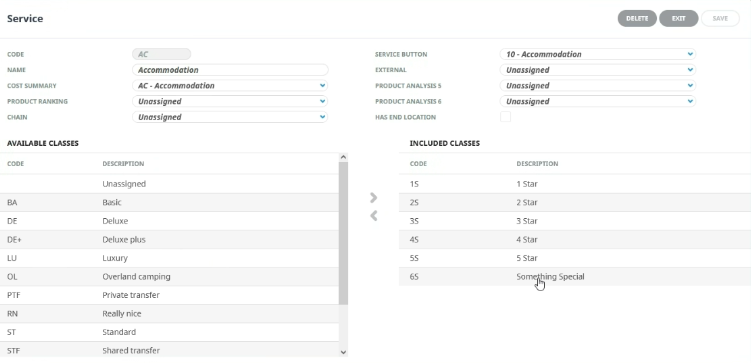 Service
DELETE EXIT SAVE
CODE AC SERVICE BUTTON 10 - Accommodation
NAME Accommodation EXTERNAL Unassigned
COST SUMMARY AC - Accommodation PRODUCT ANALYSIS 5 Unassigned
PRODUCT RANKING Unassigned PRODUCT ANALYSIS 6 Unassigned
CHAIN Unassigned HAS END LOCATION
AVAILABLE CLASSES
CODE DESCRIPTION
Unassigned
BA Basic
DE Deluxe
DE+ Deluxe plus
LU Luxury
OL Overland camping
PTF Private transfer
RN Really nice
ST Standard
STF Shared transfer
INCLUDED CLASSES
CODE DESCRIPTION
1S 1 Star
2S 2 Star
3S 3 Star
4S 4 Star
5S 5 Star
6S Something Special